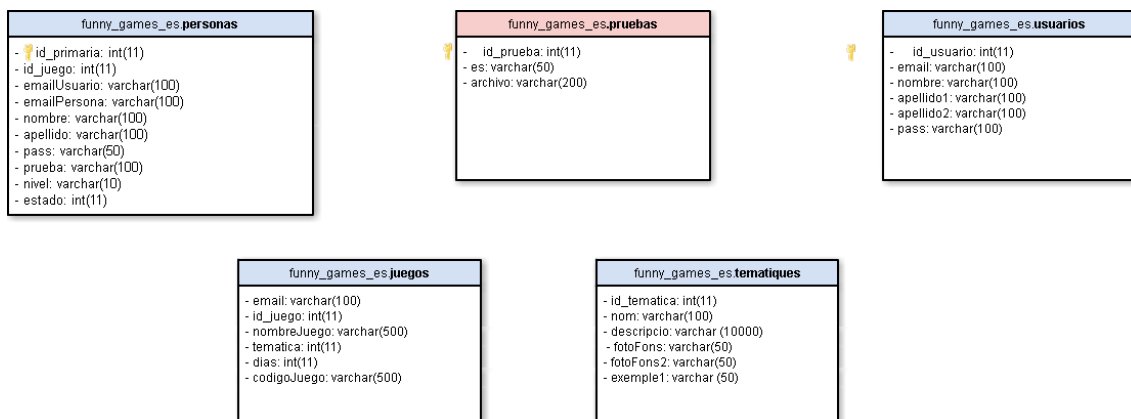 funny_games_es.personas
- id_primaria: int(11)
- id_juego: int(11)
- emailUsuario: varchar(100)
- emailPersona: varchar(100)
- nombre: varchar(100)
- apellido: varchar(100)
- pass: varchar(50)
- prueba: varchar(100)
- nivel: varchar(10)
- estado: int(11)
funny_games_es.pruebas
- id_prueba: int(11)
- es: varchar(50)
- archivo: varchar(200)
funny_games_es.usuarios
- id_usuario: int(11)
- email: varchar(100)
- nombre: varchar(100)
- apellido1: varchar(100)
- apellido2: varchar(100)
- pass: varchar(100)
funny_games_es.juegos
- email: varchar(100)
- id_juego: int(11)
- nombreJuego: varchar(500)
- tematica: int(11)
- dias: int(11)
- codigoJuego: varchar(500)
funny_games_es.tematiques
- id_tematica: int(11)
- nom: varchar(100)
- descripcio: varchar (10000)
- fotoFons: varchar(50)
- fotoFons2: varchar(50)
- exemple1: varchar (50)